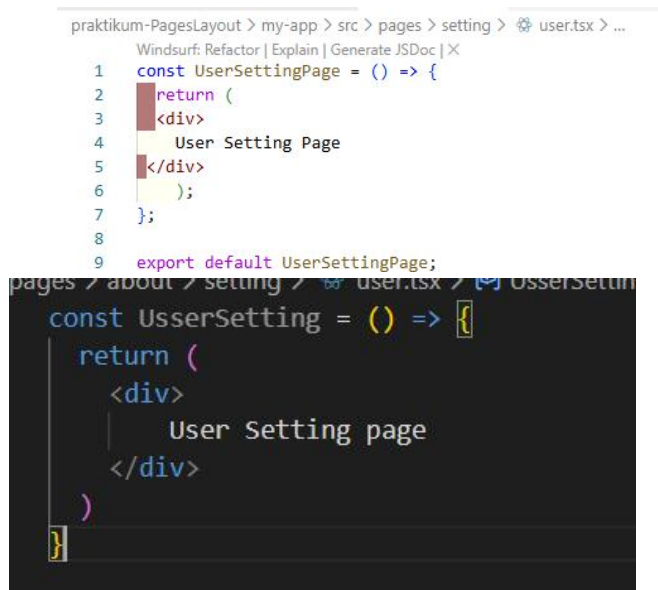 praktikum-PagesLayout > my-app > src > pages > setting > user.tsx > ...
Windsurf: Refactor | Explain | Generate JSDoc | X
1 const UserSettingPage = () => {
2 return (
3 <div>
4 User Setting Page
5 </div>
6 );
7 };
8
9 export default UserSettingPage;
pages > about > setting > user.tsx > UsserSettin
const UsserSetting = () => {
return (
<div>
User Setting page
</div>
)
}